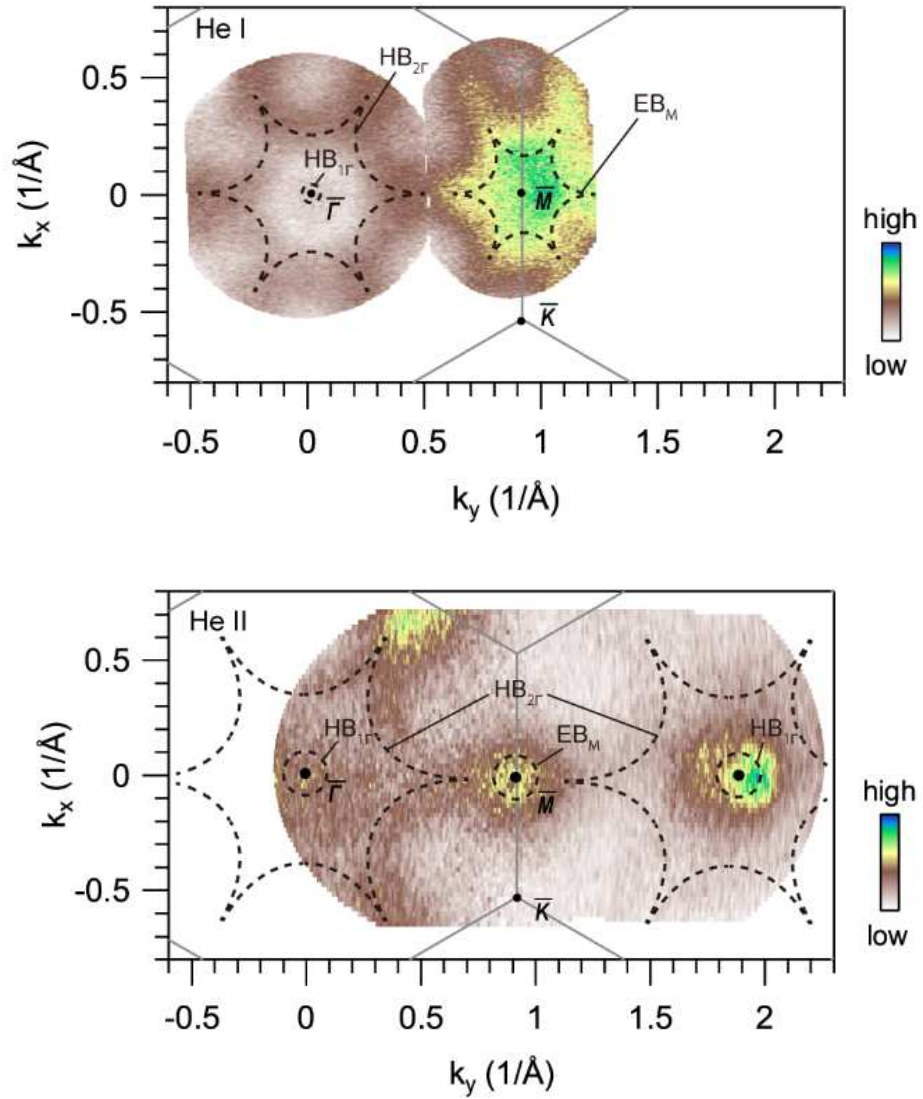 He I
HB2Γ
EBM
HB1Γ
Γ̅
M̅
K̅
0.5
0
-0.5
kx (1/Å)
-0.5 0 0.5 1 1.5 2
ky (1/Å)
high
low
He II
HB2Γ
HB1Γ
EBM
HB1Γ
Γ̅
M̅
K̅
0.5
0
-0.5
kx (1/Å)
-0.5 0 0.5 1 1.5 2
ky (1/Å)
high
low